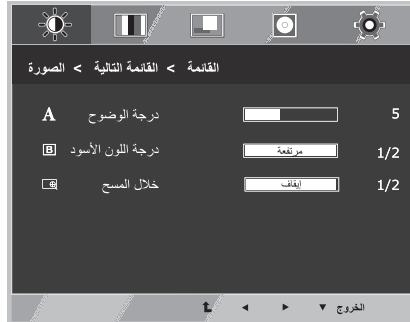 القائمة > القائمة التالية > الصورة
A درجة الوضوح 5
B درجة اللون الأسود مرتفعة 1/2
خلال المسح إيقاف 1/2
الخروج